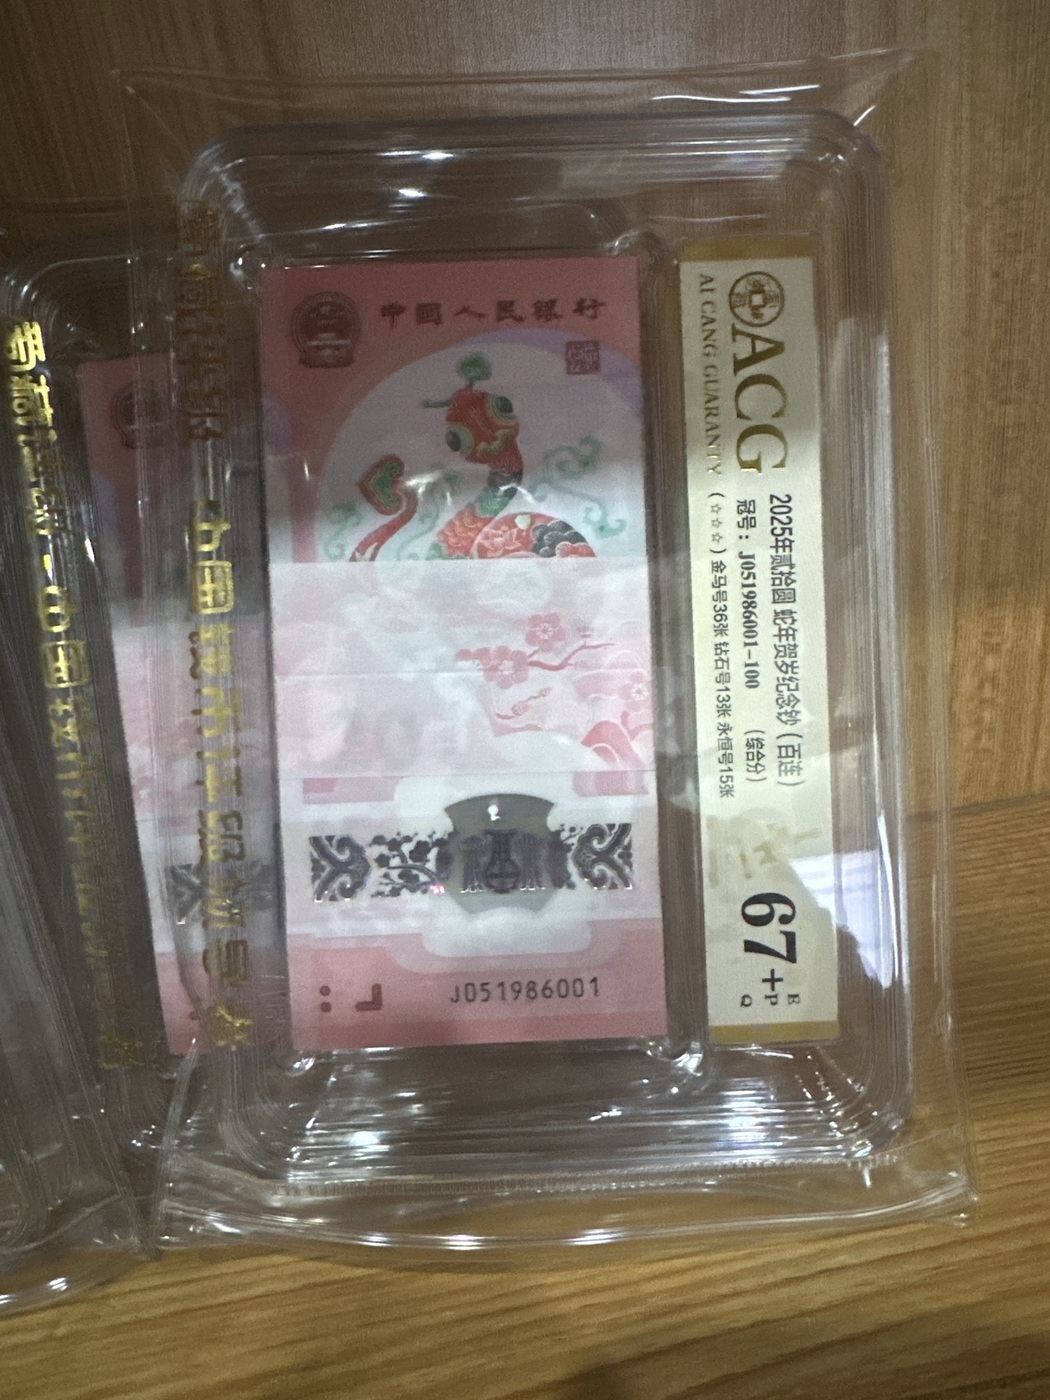 中国人民银行
J051986001
ACG
AI CANG GUARANTY
2025年贰拾圆 蛇年贺岁纪念钞（百连）
冠号：J051986001-100 （综合分）
（☆☆☆）金马号36张 钻石号13张 永恒号15张
67+
E
P
Q